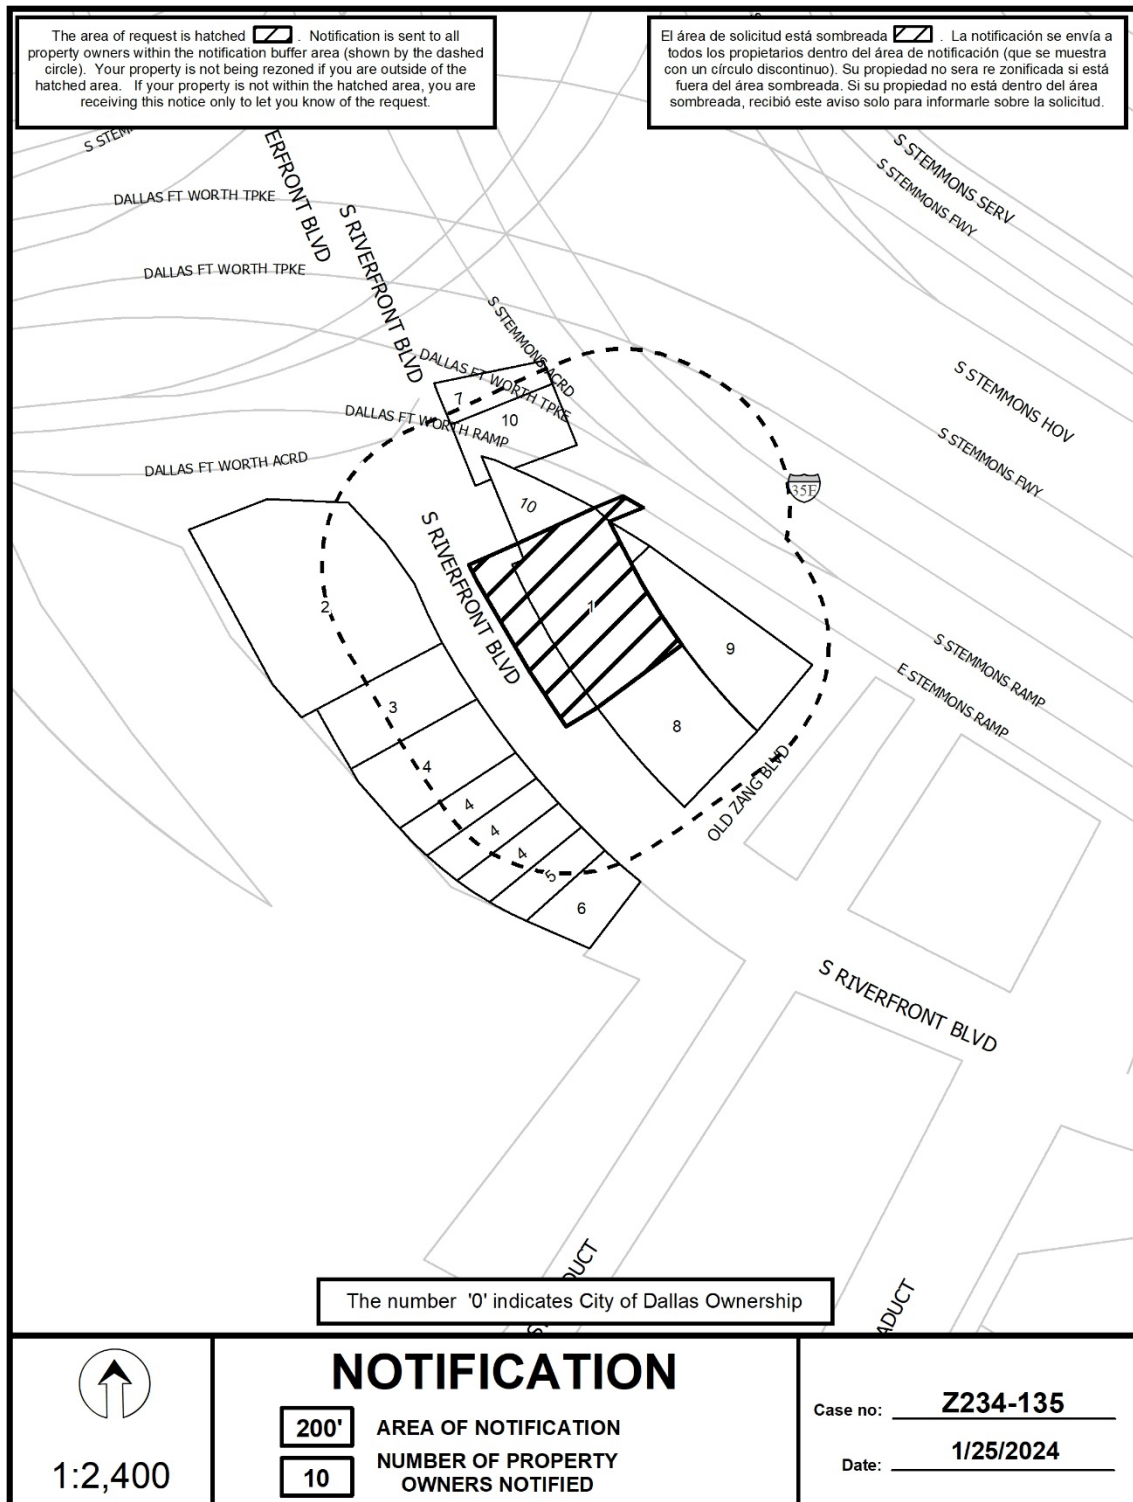 The area of request is hatched . Notification is sent to all
property owners within the notification buffer area (shown by the dashed
circle). Your property is not being rezoned if you are outside of the
hatched area. If your property is not within the hatched area, you are
receiving this notice only to let you know of the request.
El área de solicitud está sombreada . La notificación se envía a
todos los propietarios dentro del área de notificación (que se muestra
con un círculo discontinuo). Su propiedad no sera re zonificada si está
fuera del área sombreada. Si su propiedad no está dentro del área
sombreada, recibió este aviso solo para informarle sobre la solicitud.
S STEM
ERFRONT BLVD
S STEMMONS SERV
S STEMMONS FWY
DALLAS FT WORTH TPKE
S RIVERFRONT BLVD
DALLAS FT WORTH TPKE
S STEMMONS ACRD
DALLAS FT WORTH TPKE
S STEMMONS HOV
7
DALLAS FT WORTH RAMP
10
S STEMMONS FWY
DALLAS FT WORTH ACRD
35E
10
S RIVERFRONT BLVD
1
2
9
S STEMMONS RAMP
E STEMMONS RAMP
3
8
4
OLD ZANG BLVD
4
4
4
5
6
S RIVERFRONT BLVD
DUCT
ADUCT
S
The number '0' indicates City of Dallas Ownership
1:2,400
NOTIFICATION
200' AREA OF NOTIFICATION
10 NUMBER OF PROPERTY
OWNERS NOTIFIED
Case no: Z234-135
Date: 1/25/2024